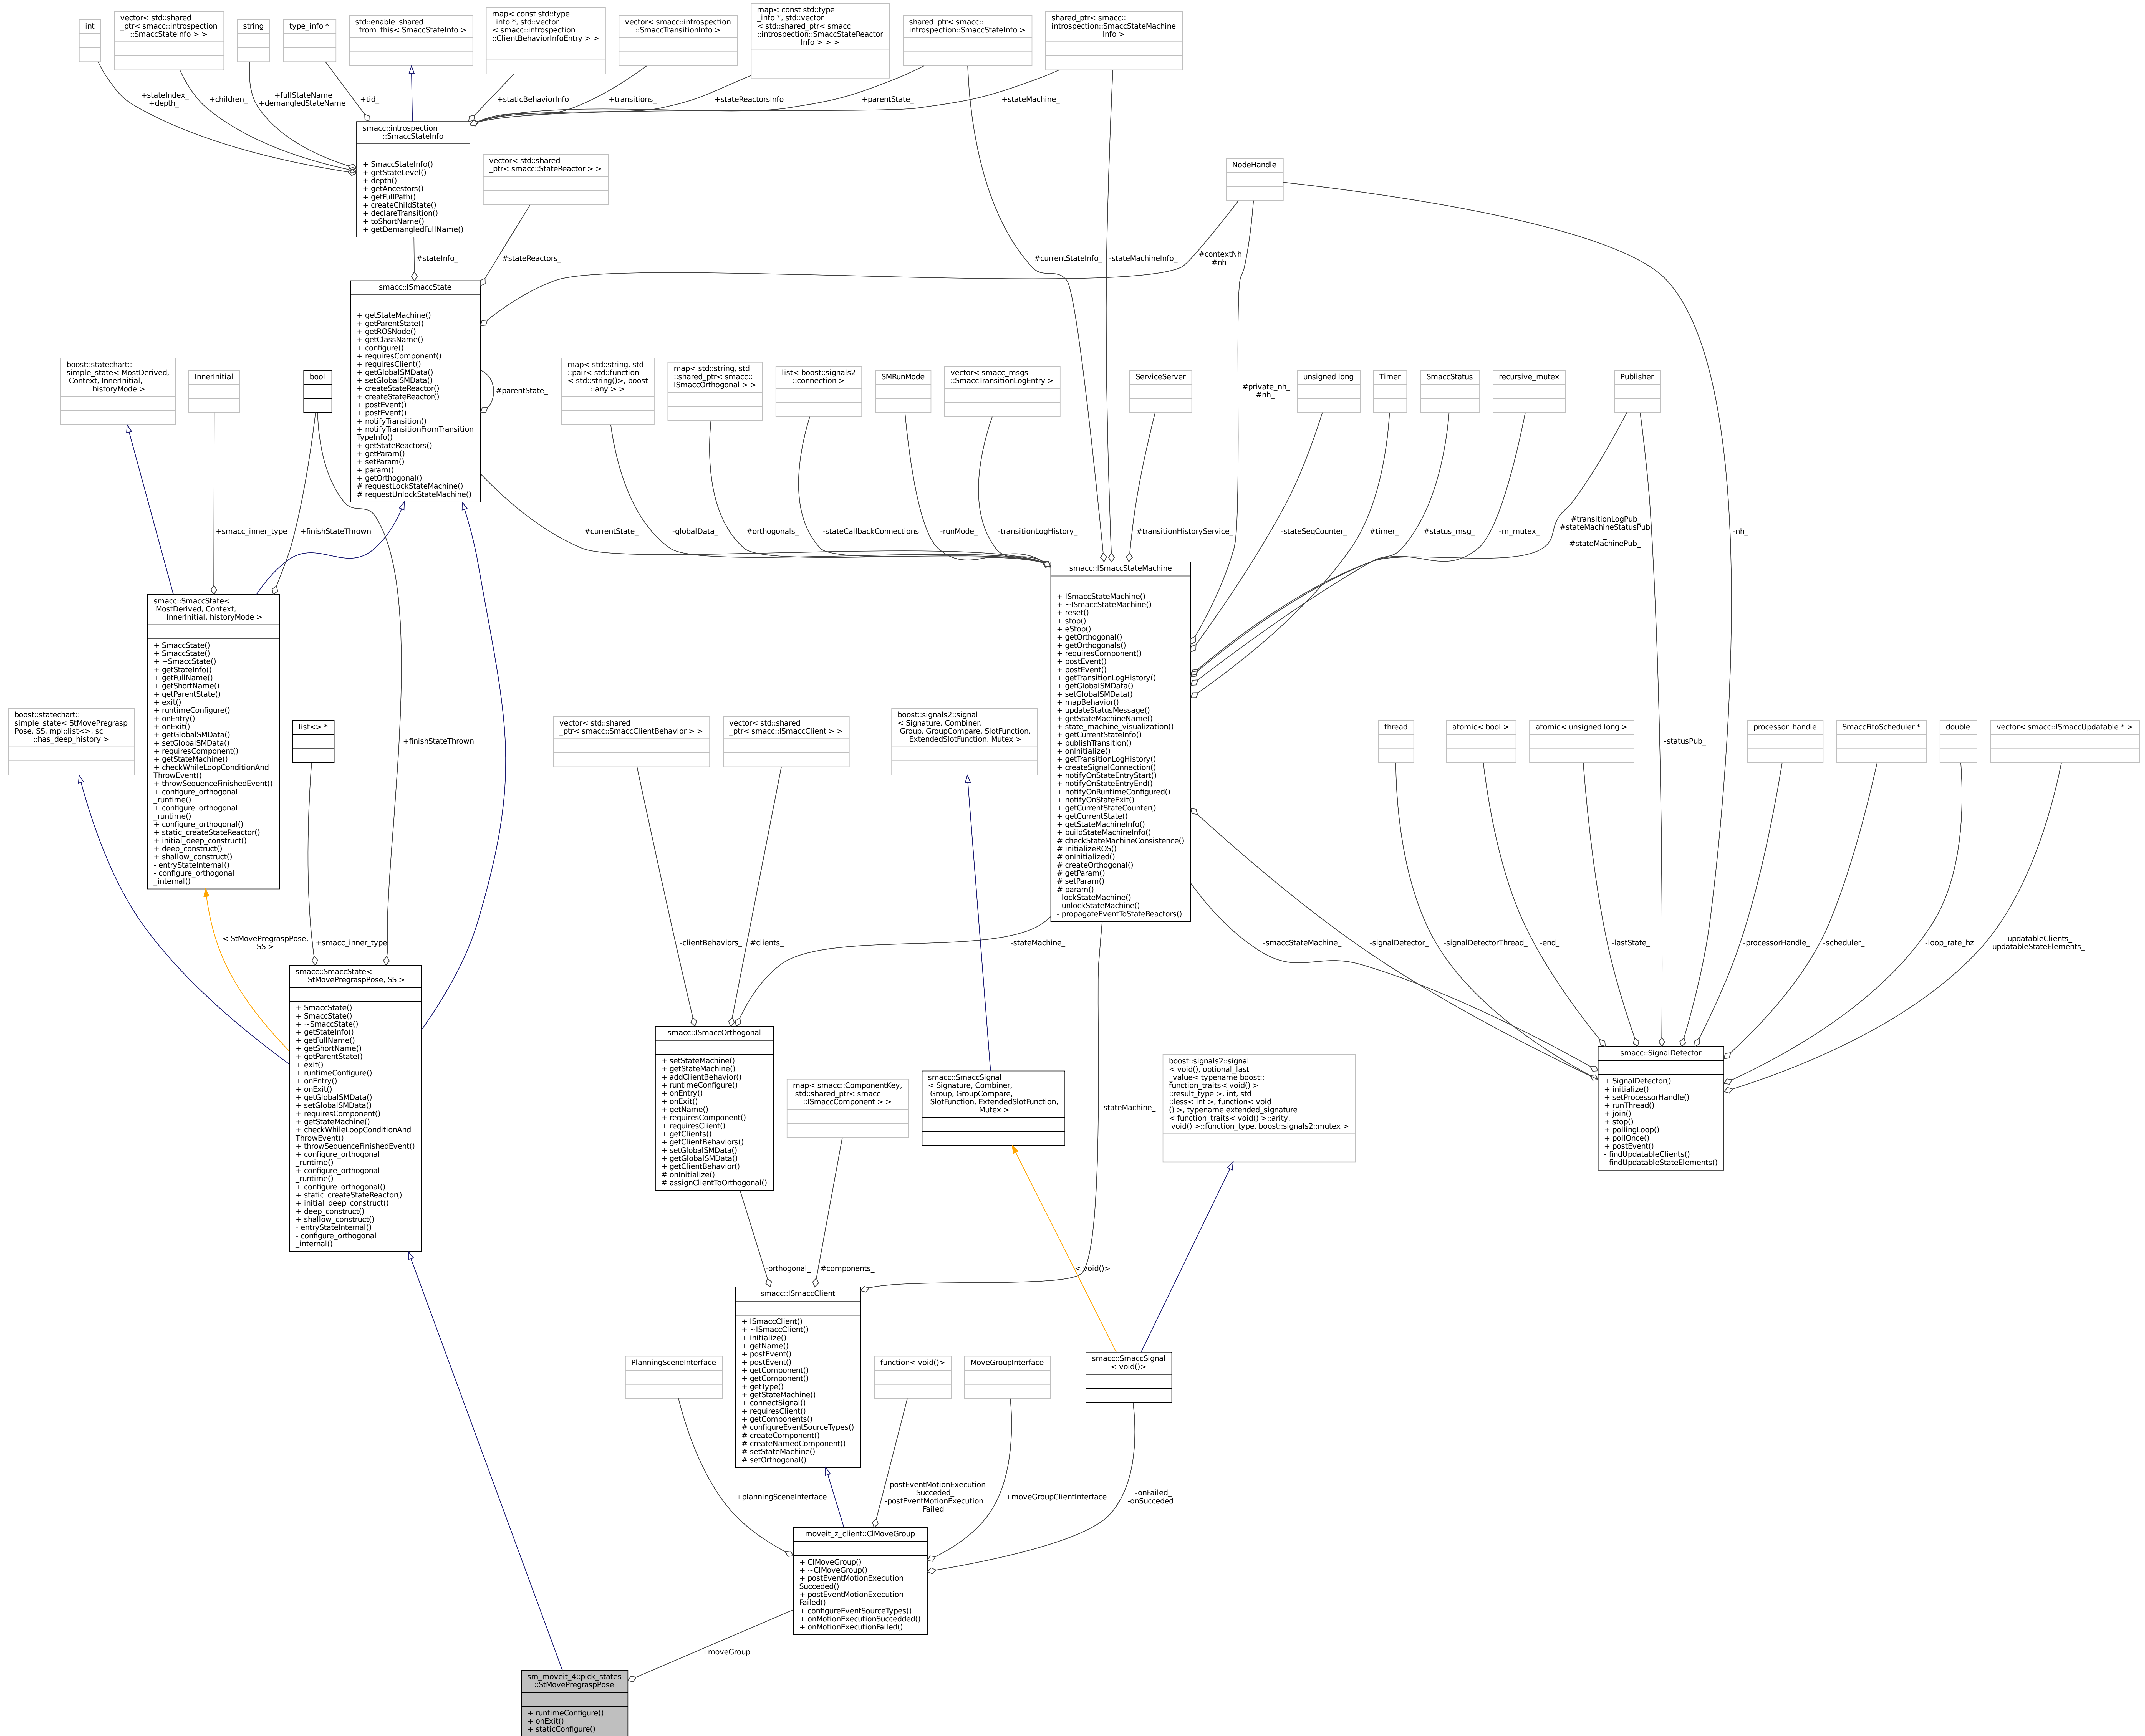 int
vector< std::shared
_ptr< smacc::introspection
::SmaccStateInfo > >
string
type_info *
std::enable_shared
_from_this< SmaccStateInfo >
map< const std::type
_info *, std::vector
< smacc::introspection
::ClientBehaviorInfoEntry > >
vector< smacc::introspection
::SmaccTransitionInfo >
map< const std::type
_info *, std::vector
< std::shared_ptr< smacc
::introspection::SmaccStateReactor
Info > > >
shared_ptr< smacc::
introspection::SmaccStateInfo >
shared_ptr< smacc::
introspection::SmaccStateMachine
Info >
+stateIndex_
+depth_
+children_
+fullStateName
+demangledStateName
+tid_
+staticBehaviorInfo
+transitions_
+stateReactorsInfo
+parentState_
+stateMachine_
smacc::introspection
::SmaccStateInfo
+ SmaccStateInfo()
+ getStateLevel()
+ depth()
+ getAncestors()
+ getFullPath()
+ createChildState()
+ declareTransition()
+ toShortName()
+ getDemangledFullName()
vector< std::shared
_ptr< smacc::StateReactor > >
NodeHandle
#stateInfo_
#stateReactors_
#currentStateInfo_
-stateMachineInfo_
#contextNh
#nh
smacc::ISmaccState
+ getStateMachine()
+ getParentState()
+ getROSNode()
+ getClassName()
+ configure()
+ requiresComponent()
+ requiresClient()
+ getGlobalSMData()
+ setGlobalSMData()
+ createStateReactor()
+ createStateReactor()
+ postEvent()
+ postEvent()
+ notifyTransition()
+ notifyTransitionFromTransition
TypeInfo()
+ getStateReactors()
+ getParam()
+ setParam()
+ param()
+ getOrthogonal()
# requestLockStateMachine()
# requestUnlockStateMachine()
#parentState_
boost::statechart::
simple_state< MostDerived,
Context, InnerInitial,
historyMode >
InnerInitial
bool
map< std::string, std
::pair< std::function
< std::string()>, boost
::any > >
map< std::string, std
::shared_ptr< smacc::
ISmaccOrthogonal > >
list< boost::signals2
::connection >
SMRunMode
vector< smacc_msgs
::SmaccTransitionLogEntry >
ServiceServer
#private_nh_
#nh_
unsigned long
Timer
SmaccStatus
recursive_mutex
Publisher
+smacc_inner_type
+finishStateThrown
#currentState_
-globalData_
#orthogonals_
-stateCallbackConnections
-runMode_
-transitionLogHistory_
#transitionHistoryService_
-stateSeqCounter_
#timer_
#status_msg_
-m_mutex_
#transitionLogPub_
#stateMachineStatusPub
_
#stateMachinePub_
-nh_
smacc::ISmaccStateMachine
+ ISmaccStateMachine()
+ ~ISmaccStateMachine()
+ reset()
+ stop()
+ eStop()
+ getOrthogonal()
+ getOrthogonals()
+ requiresComponent()
+ postEvent()
+ postEvent()
+ getTransitionLogHistory()
+ getGlobalSMData()
+ setGlobalSMData()
+ mapBehavior()
+ updateStatusMessage()
+ getStateMachineName()
+ state_machine_visualization()
+ getCurrentStateInfo()
+ publishTransition()
+ onInitialize()
+ getTransitionLogHistory()
+ createSignalConnection()
+ notifyOnStateEntryStart()
+ notifyOnStateEntryEnd()
+ notifyOnRuntimeConfigured()
+ notifyOnStateExit()
+ getCurrentStateCounter()
+ getCurrentState()
+ getStateMachineInfo()
+ buildStateMachineInfo()
# checkStateMachineConsistence()
# initializeROS()
# onInitialized()
# createOrthogonal()
# getParam()
# setParam()
# param()
- lockStateMachine()
- unlockStateMachine()
- propagateEventToStateReactors()
smacc::SmaccState<
MostDerived, Context,
InnerInitial, historyMode >
+ SmaccState()
+ SmaccState()
+ ~SmaccState()
+ getStateInfo()
+ getFullName()
+ getShortName()
+ getParentState()
+ exit()
+ runtimeConfigure()
+ onEntry()
+ onExit()
+ getGlobalSMData()
+ setGlobalSMData()
+ requiresComponent()
+ getStateMachine()
+ checkWhileLoopConditionAnd
ThrowEvent()
+ throwSequenceFinishedEvent()
+ configure_orthogonal
_runtime()
+ configure_orthogonal
_runtime()
+ configure_orthogonal()
+ static_createStateReactor()
+ initial_deep_construct()
+ deep_construct()
+ shallow_construct()
- entryStateInternal()
- configure_orthogonal
_internal()
boost::statechart::
simple_state< StMovePregrasp
Pose, SS, mpl::list<>, sc
::has_deep_history >
list<> *
+finishStateThrown
vector< std::shared
_ptr< smacc::SmaccClientBehavior > >
vector< std::shared
_ptr< smacc::ISmaccClient > >
boost::signals2::signal
< Signature, Combiner,
Group, GroupCompare, SlotFunction,
ExtendedSlotFunction, Mutex >
thread
atomic< bool >
atomic< unsigned long >
-statusPub_
processor_handle
SmaccFifoScheduler *
double
vector< smacc::ISmaccUpdatable * >
< StMovePregraspPose,
SS >
+smacc_inner_type
-clientBehaviors_
#clients_
-stateMachine_
-smaccStateMachine_
-signalDetector_
-signalDetectorThread_
-end_
-lastState_
-processorHandle_
-scheduler_
-loop_rate_hz
-updatableClients_
-updatableStateElements_
smacc::SmaccState<
StMovePregraspPose, SS >
+ SmaccState()
+ SmaccState()
+ ~SmaccState()
+ getStateInfo()
+ getFullName()
+ getShortName()
+ getParentState()
+ exit()
+ runtimeConfigure()
+ onEntry()
+ onExit()
+ getGlobalSMData()
+ setGlobalSMData()
+ requiresComponent()
+ getStateMachine()
+ checkWhileLoopConditionAnd
ThrowEvent()
+ throwSequenceFinishedEvent()
+ configure_orthogonal
_runtime()
+ configure_orthogonal
_runtime()
+ configure_orthogonal()
+ static_createStateReactor()
+ initial_deep_construct()
+ deep_construct()
+ shallow_construct()
- entryStateInternal()
- configure_orthogonal
_internal()
smacc::ISmaccOrthogonal
+ setStateMachine()
+ getStateMachine()
+ addClientBehavior()
+ runtimeConfigure()
+ onEntry()
+ onExit()
+ getName()
+ requiresComponent()
+ requiresClient()
+ getClients()
+ getClientBehaviors()
+ setGlobalSMData()
+ getGlobalSMData()
+ getClientBehavior()
# onInitialize()
# assignClientToOrthogonal()
map< smacc::ComponentKey,
std::shared_ptr< smacc
::ISmaccComponent > >
smacc::SmaccSignal
< Signature, Combiner,
Group, GroupCompare,
SlotFunction, ExtendedSlotFunction,
Mutex >
-stateMachine_
boost::signals2::signal
< void(), optional_last
_value< typename boost::
function_traits< void() >
::result_type >, int, std
::less< int >, function< void
() >, typename extended_signature
< function_traits< void() >::arity,
void() >::function_type, boost::signals2::mutex >
smacc::SignalDetector
+ SignalDetector()
+ initialize()
+ setProcessorHandle()
+ runThread()
+ join()
+ stop()
+ pollingLoop()
+ pollOnce()
+ postEvent()
- findUpdatableClients()
- findUpdatableStateElements()
-orthogonal_
#components_
< void()>
smacc::ISmaccClient
+ ISmaccClient()
+ ~ISmaccClient()
+ initialize()
+ getName()
+ postEvent()
+ postEvent()
+ getComponent()
+ getComponent()
+ getType()
+ getStateMachine()
+ connectSignal()
+ requiresClient()
+ getComponents()
# configureEventSourceTypes()
# createComponent()
# createNamedComponent()
# setStateMachine()
# setOrthogonal()
PlanningSceneInterface
function< void()>
MoveGroupInterface
smacc::SmaccSignal
< void()>
+planningSceneInterface
-postEventMotionExecution
Succeded_
-postEventMotionExecution
Failed_
+moveGroupClientInterface
-onFailed_
-onSucceded_
moveit_z_client::ClMoveGroup
+ ClMoveGroup()
+ ~ClMoveGroup()
+ postEventMotionExecution
Succeded()
+ postEventMotionExecution
Failed()
+ configureEventSourceTypes()
+ onMotionExecutionSuccedded()
+ onMotionExecutionFailed()
+moveGroup_
sm_moveit_4::pick_states
::StMovePregraspPose
+ runtimeConfigure()
+ onExit()
+ staticConfigure()